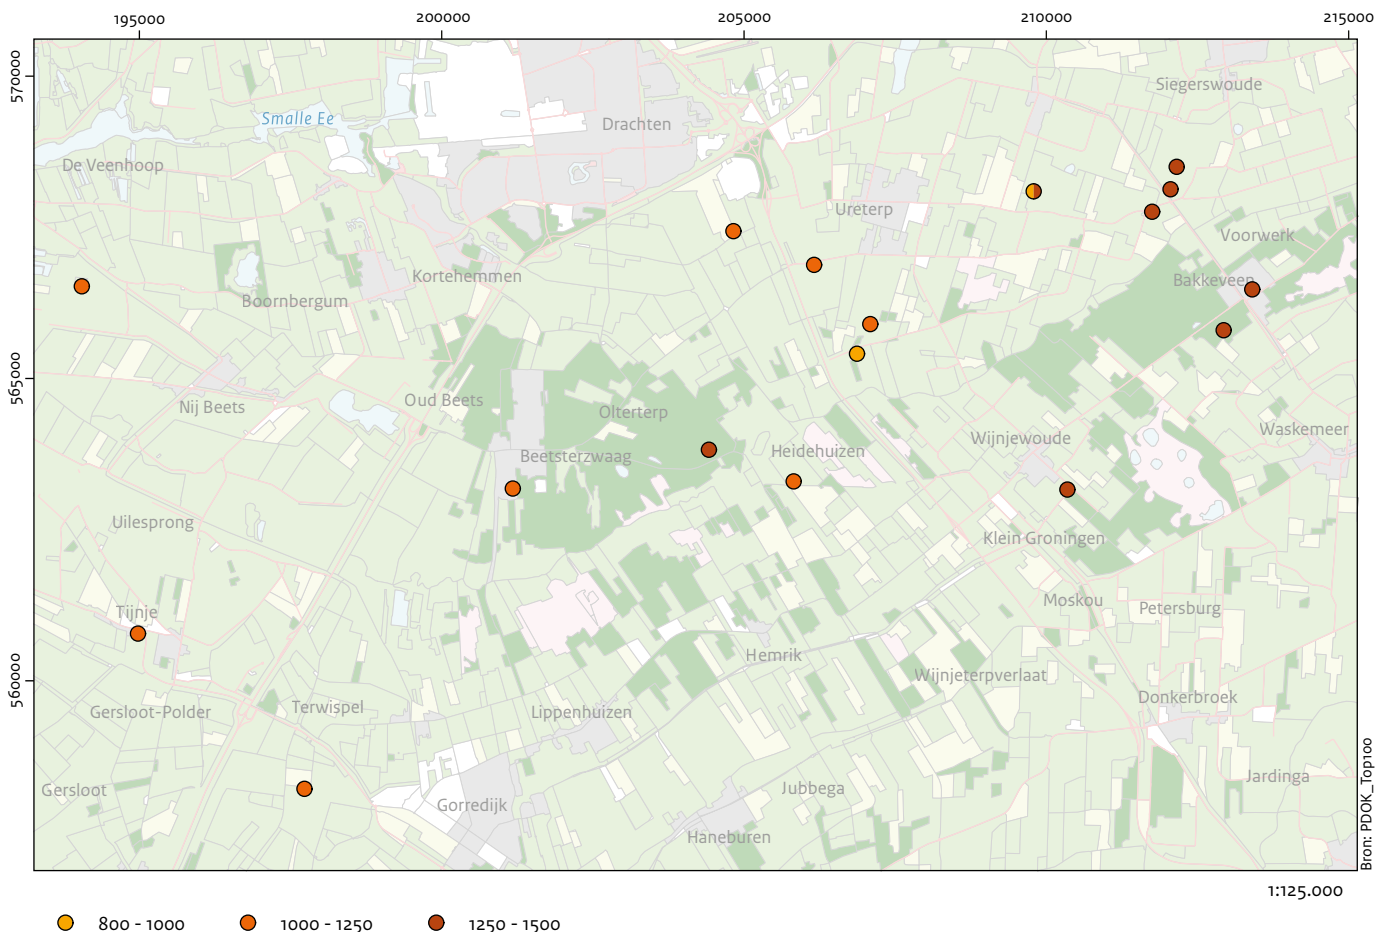 195000 200000 205000 210000 215000
570000
565000
560000
Siegerswoude
Smalle Ee
Drachten
De Veenhoop
Ureterp
Voorwerk
Kortehemmen
Bakkeveen
Boornbergum
Oud Beets
Nij Beets
Olterterp
Waskemeer
Wijnjewoude
Heidehuizen
Beetsterzwaag
Uilesprong
Klein Groningen
Moskou
Petersburg
Tijnje
Hemrik
Wijnjeterpverlaat
Donkerbroek
Terwispel
Gersloot-Polder
Lippenhuizen
Jardinga
Gersloot
Jubbega
Gorredijk
Haneburen
Bron: PDOK_Top100
1:125.000
800 - 1000 1000 - 1250 1250 - 1500